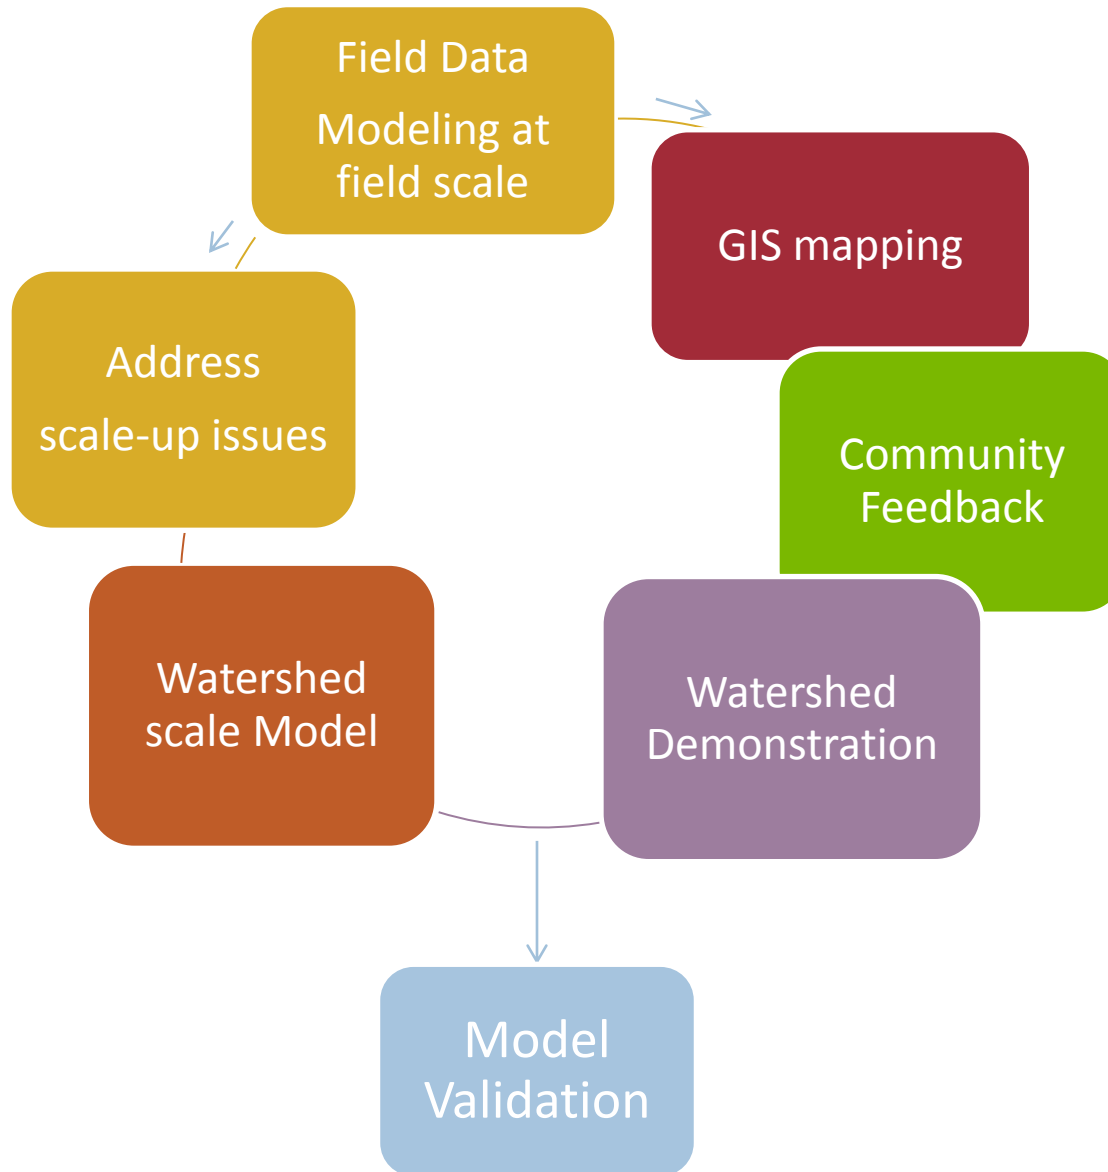 Field Data
Modeling at
field scale
GIS mapping
Address
scale-up issues
Community
Feedback
Watershed
scale Model
Watershed
Demonstration
Model
Validation